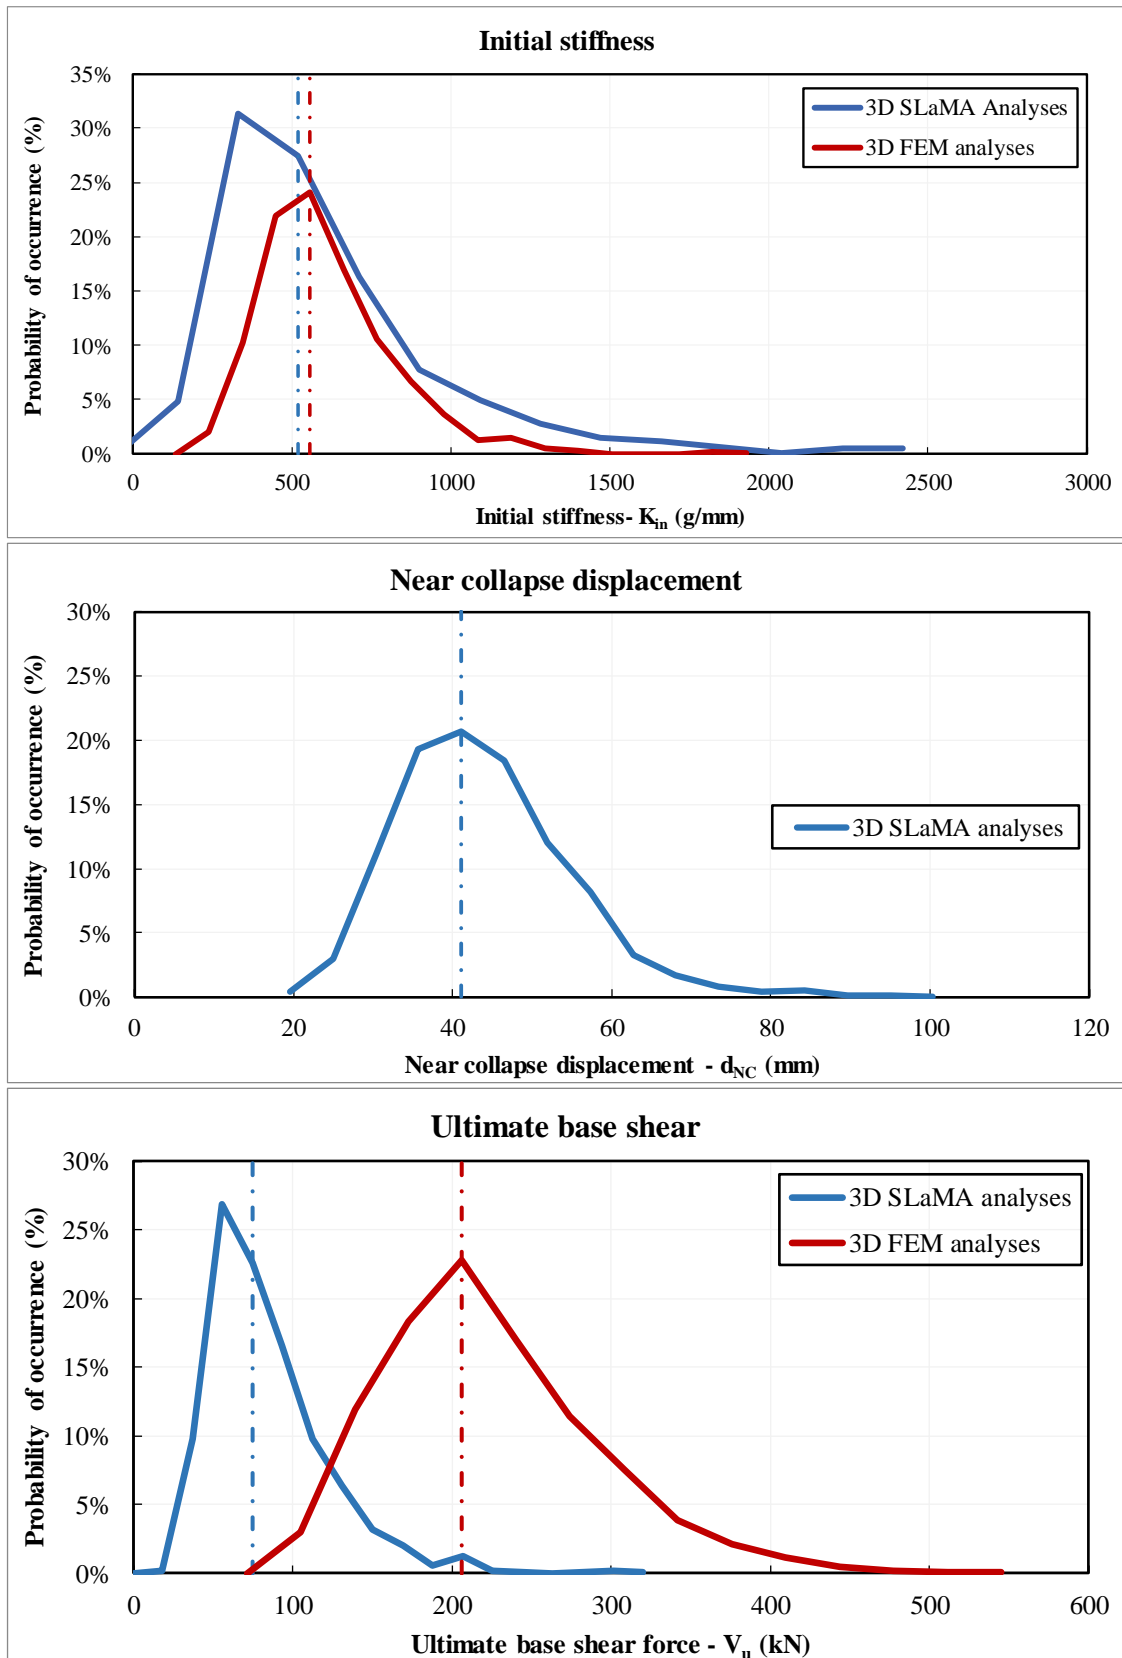 Initial stiffness
35%
30%
25%
20%
15%
10%
5%
0%
Probability of occurrence (%)
3D SLaMA Analyses
3D FEM analyses
0 500 1000 1500 2000 2500 3000
Initial stiffness- Kin (g/mm)
Near collapse displacement
30%
25%
20%
15%
10%
5%
0%
Probability of occurrence (%)
3D SLaMA analyses
0 20 40 60 80 100 120
Near collapse displacement - dNC (mm)
Ultimate base shear
30%
25%
20%
15%
10%
5%
0%
Probability of occurrence (%)
3D SLaMA analyses
3D FEM analyses
0 100 200 300 400 500 600
Ultimate base shear force - Vu (kN)